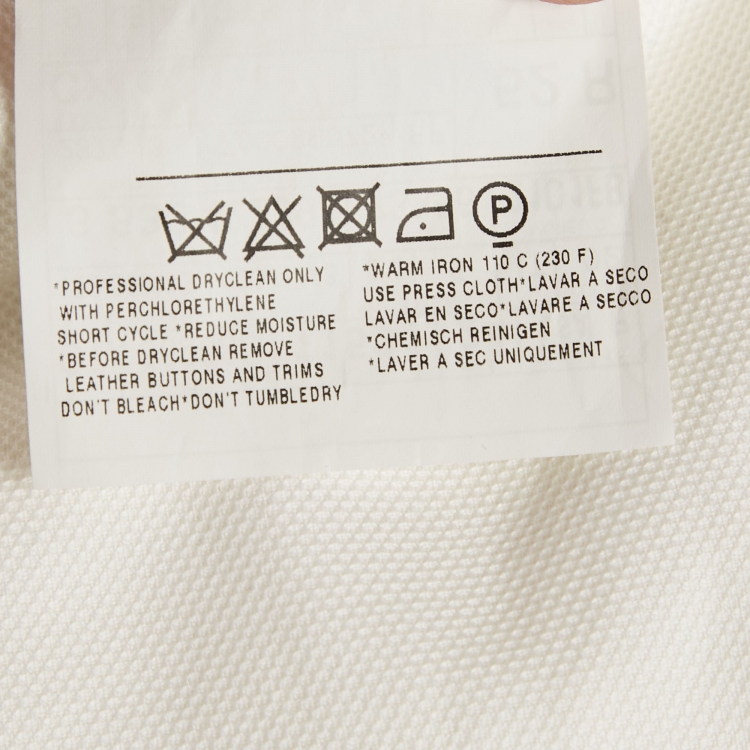 P
*PROFESSIONAL DRYCLEAN ONLY
WITH PERCHLORETHYLENE
SHORT CYCLE *REDUCE MOISTURE
*BEFORE DRYCLEAN REMOVE
LEATHER BUTTONS AND TRIMS
DON'T BLEACH*DON'T TUMBLEDRY
*WARM IRON 110 C (230 F)
USE PRESS CLOTH*LAVAR A SECO
LAVAR EN SECO*LAVARE A SECCO
*CHEMISCH REINIGEN
*LAVER A SEC UNIQUEMENT